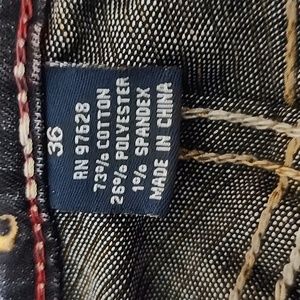 36
RN 97628
73% COTTON
26% POLYESTER
1% SPANDEX
MADE IN CHINA